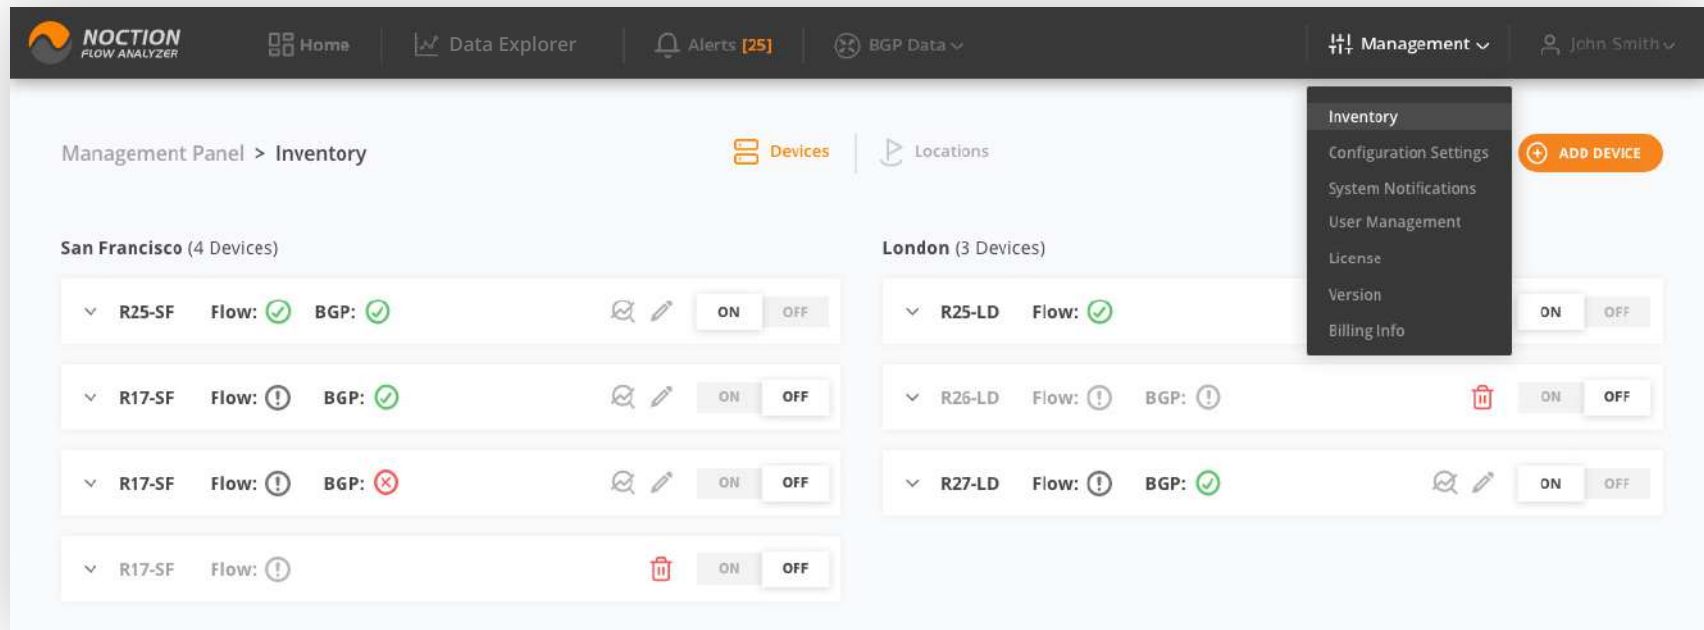 NOCTION
FLOW ANALYZER
Home
Data Explorer
Alerts [25]
BGP Data
Management
John Smith
Inventory
Configuration Settings
System Notifications
User Management
License
Version
Billing Info
Management Panel > Inventory
Devices
Locations
ADD DEVICE
San Francisco (4 Devices)
R25-SF Flow: BGP: ON OFF
R17-SF Flow: BGP: ON OFF
R17-SF Flow: BGP: ON OFF
R17-SF Flow: ON OFF
London (3 Devices)
R25-LD Flow: ON OFF
R26-LD Flow: BGP: ON OFF
R27-LD Flow: BGP: ON OFF